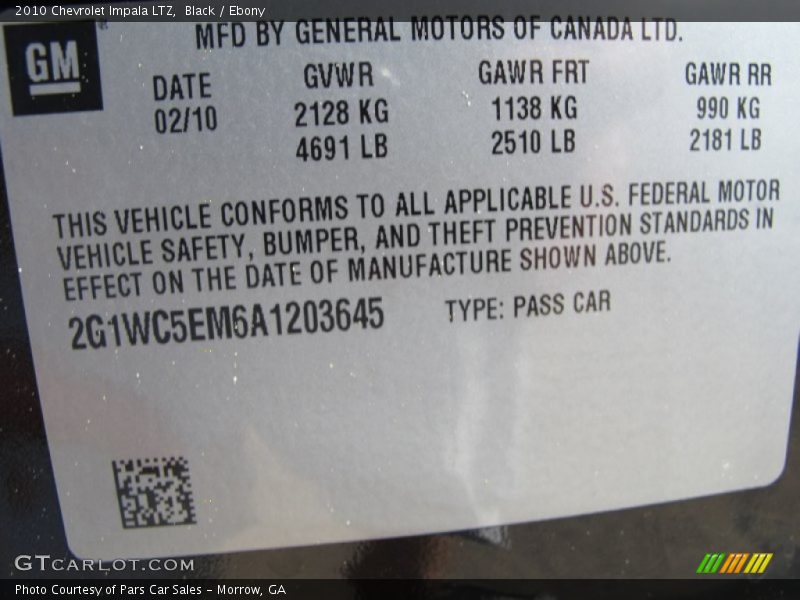 2010 Chevrolet Impala LTZ, Black / Ebony
GM
MFD BY GENERAL MOTORS OF CANADA LTD.
DATE GVWR GAWR FRT GAWR RR
02/10 2128 KG 1138 KG 990 KG
4691 LB 2510 LB 2181 LB
THIS VEHICLE CONFORMS TO ALL APPLICABLE U.S. FEDERAL MOTOR
VEHICLE SAFETY, BUMPER, AND THEFT PREVENTION STANDARDS IN
EFFECT ON THE DATE OF MANUFACTURE SHOWN ABOVE.
2G1WC5EM6A1203645 TYPE: PASS CAR
GTCARLOT.COM
Photo Courtesy of Pars Car Sales - Morrow, GA